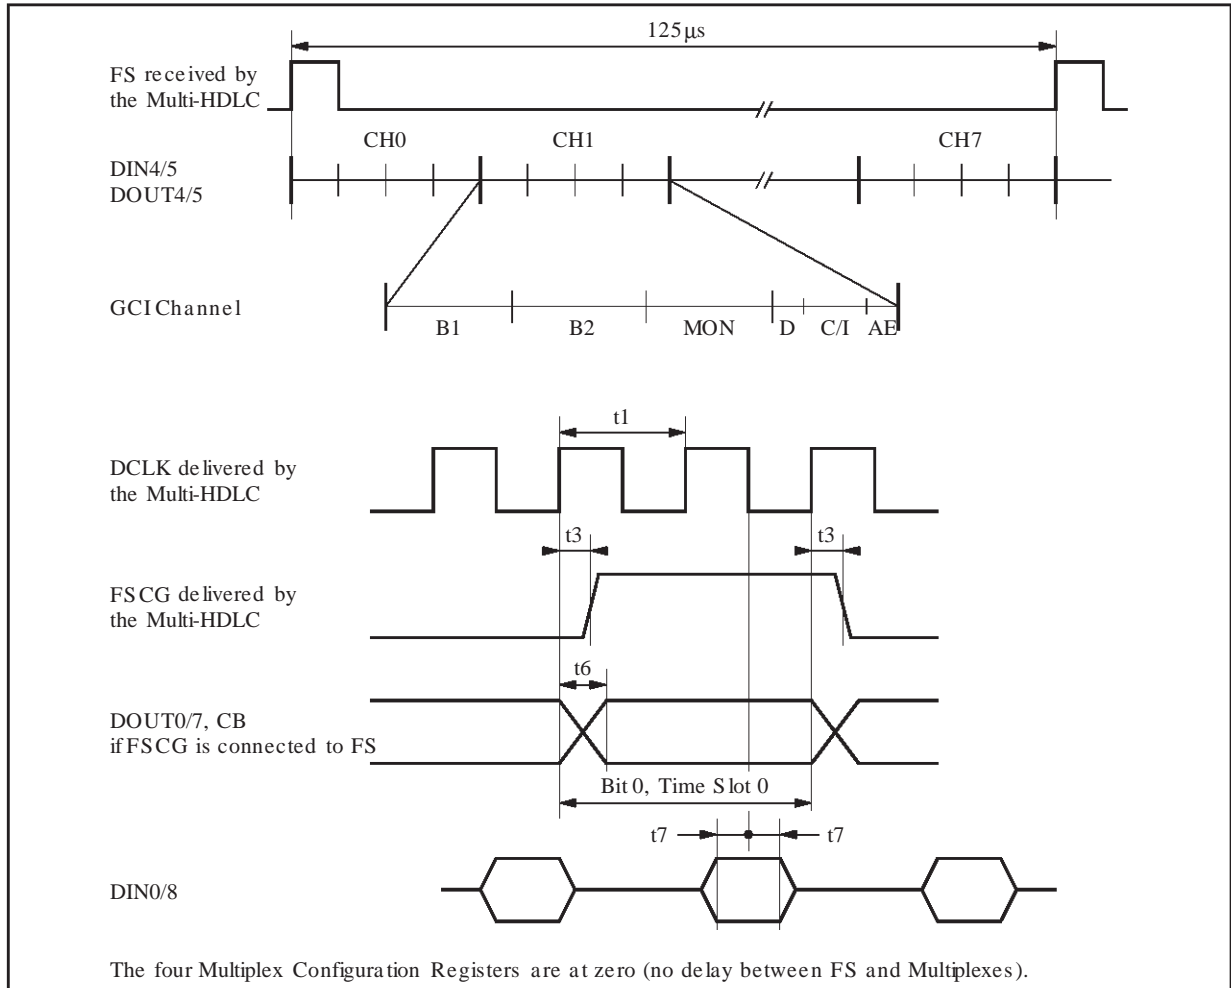 125µs
FS received by
the Multi-HDLC
CH0 CH1 CH7
DIN4/5
DOUT4/5
GCI Channel
B1 B2 MON D C/I AE
t1
DCLK delivered by
the Multi-HDLC
t3 t3
FSCG delivered by
the Multi-HDLC
t6
DOUT0/7, CB
if FSCG is connected to FS
Bit 0, Time Slot 0
t7 t7
DIN0/8
The four Multiplex Configuration Registers are at zero (no delay between FS and Multiplexes).